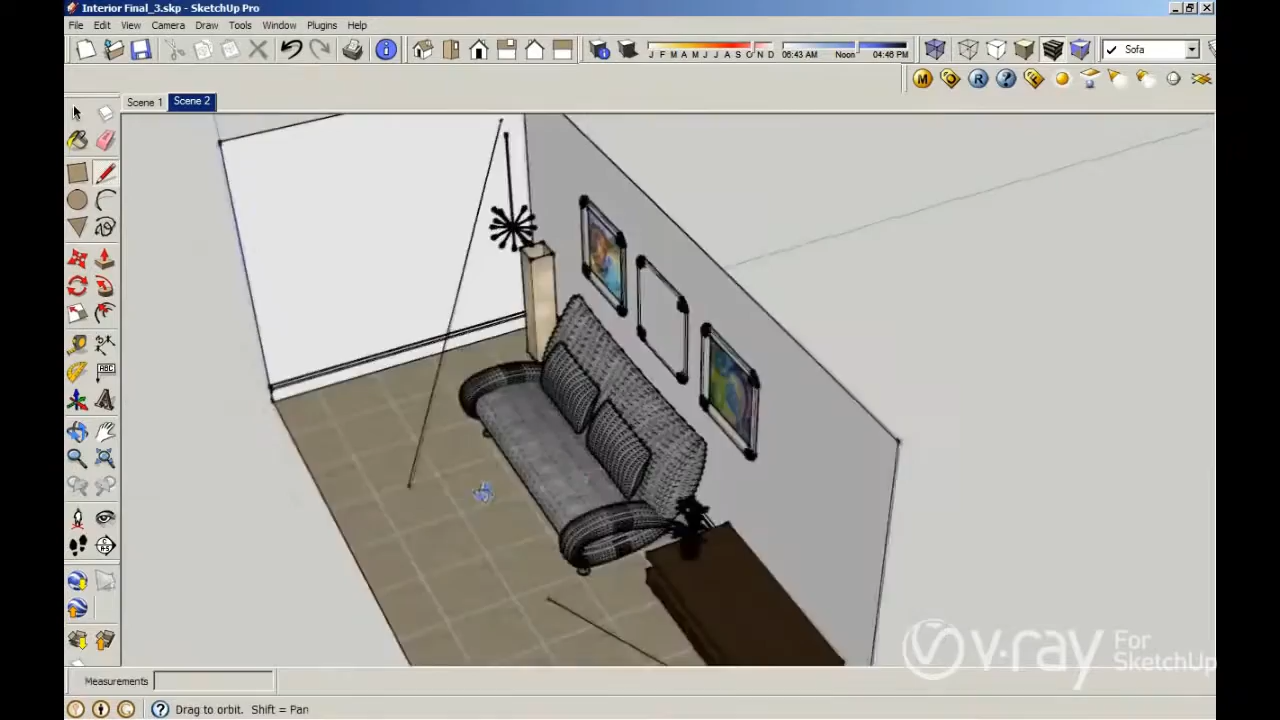 Interior Final_3.skp - SketchUp Pro
File Edit View Camera Draw Tools Window Plugins Help
J F M A M J J A S O N D 06:43 AM Noon 04:46 PM Sofa
M R ?
Scene 1 Scene 2
ABC
Measurements
Drag to orbit. Shift = Pan
v·ray For SketchUp